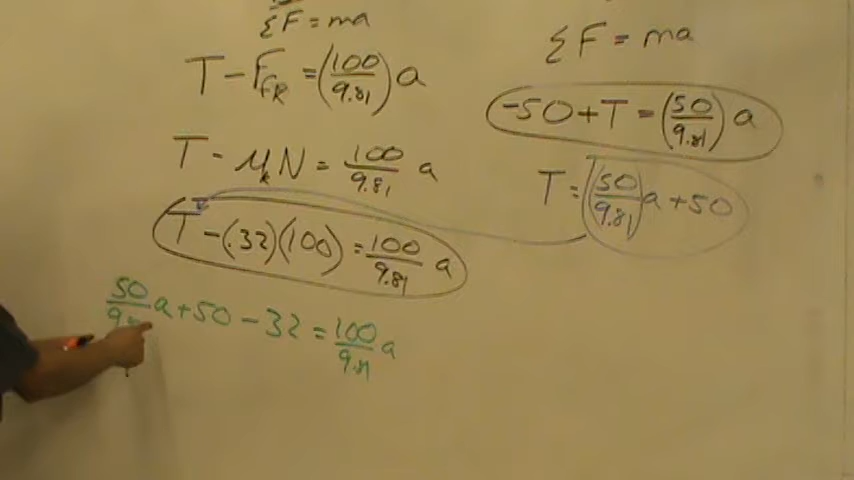 ΣF = ma
T - F_FR = (100/9.81) a
T - μ_k N = 100/9.81 a
T - (.32)(100) = 100/9.81 a
50/9.81 a + 50 - 32 = 100/9.81 a
ΣF = ma
-50 + T = (50/9.81) a
T = (50/9.81) a + 50